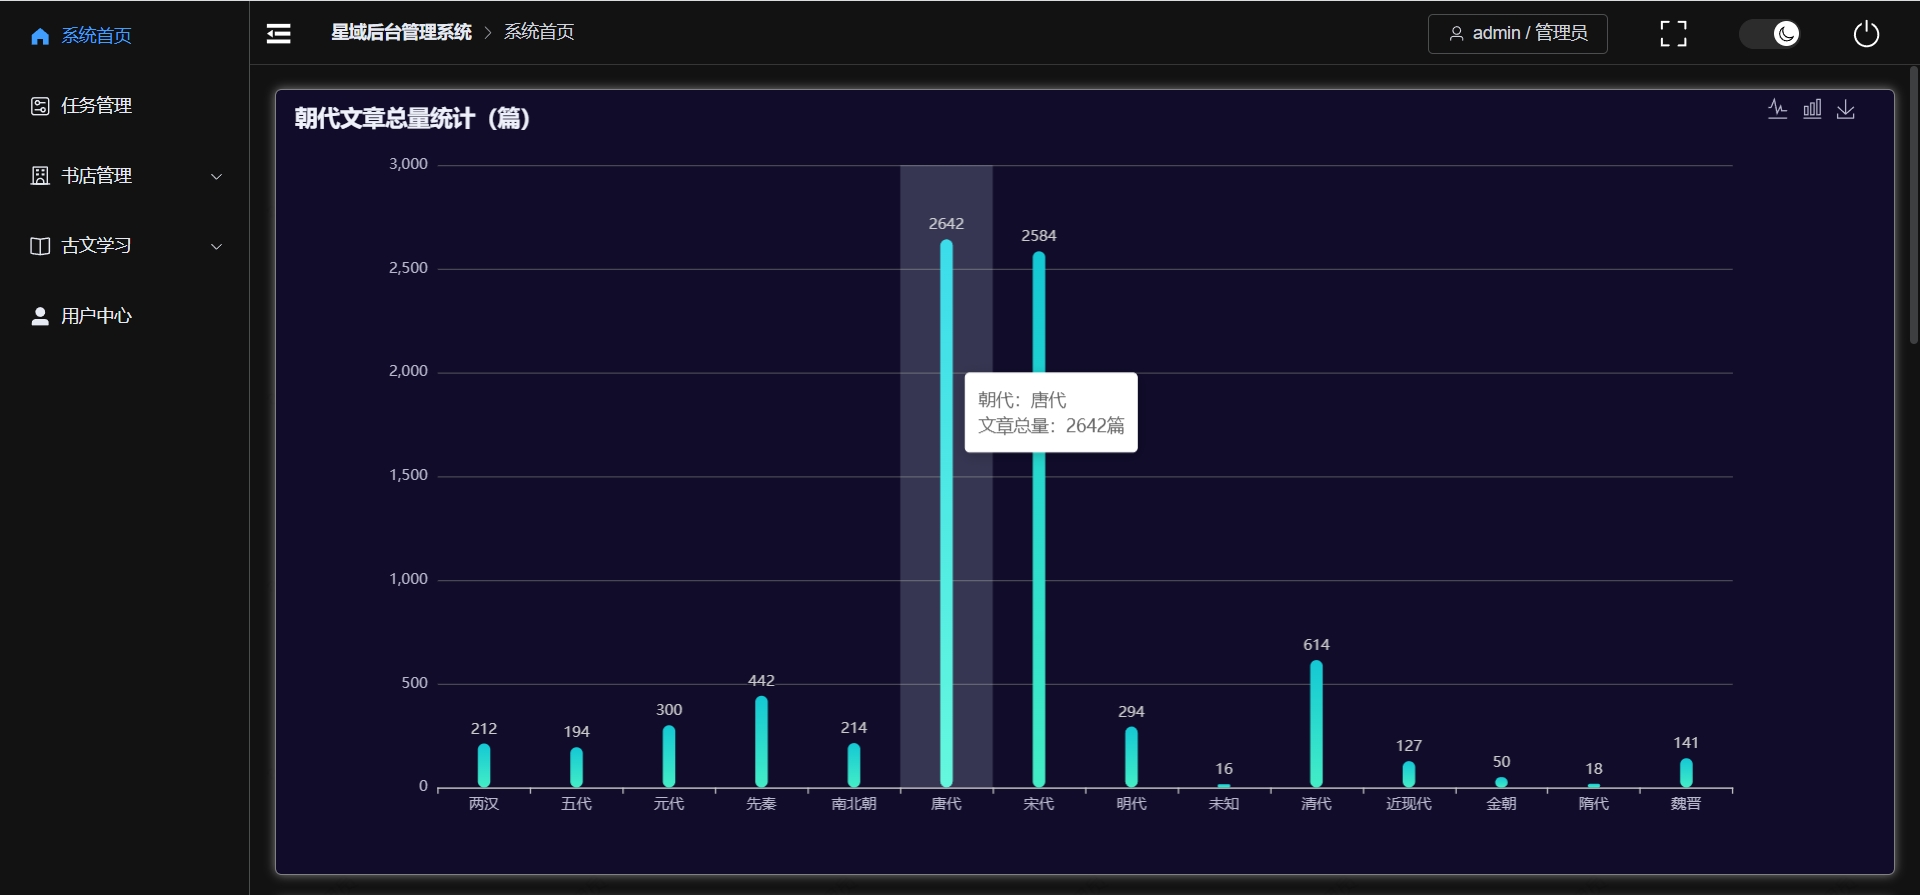 系统首页
任务管理
书店管理
古文学习
用户中心
星域后台管理系统 > 系统首页
admin / 管理员
朝代文章总量统计（篇）
3,000
2,500
2,000
1,500
1,000
500
0
212
194
300
442
214
2642
2584
294
16
614
127
50
18
141
朝代：唐代
文章总量：2642篇
两汉
五代
元代
先秦
南北朝
唐代
宋代
明代
未知
清代
近现代
金朝
隋代
魏晋